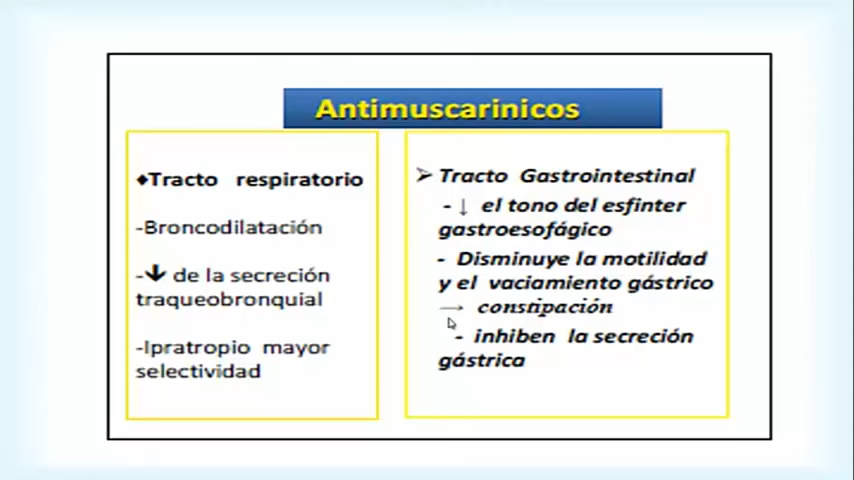 Antimuscarinicos
♦Tracto respiratorio
-Broncodilatación
-↓ de la secreción
traqueobronquial
-Ipratropio mayor
selectividad
➢ Tracto Gastrointestinal
- ↓ el tono del esfinter
gastroesofágico
- Disminuye la motilidad
y el vaciamiento gástrico
→ constipación
- inhiben la secreción
gástrica